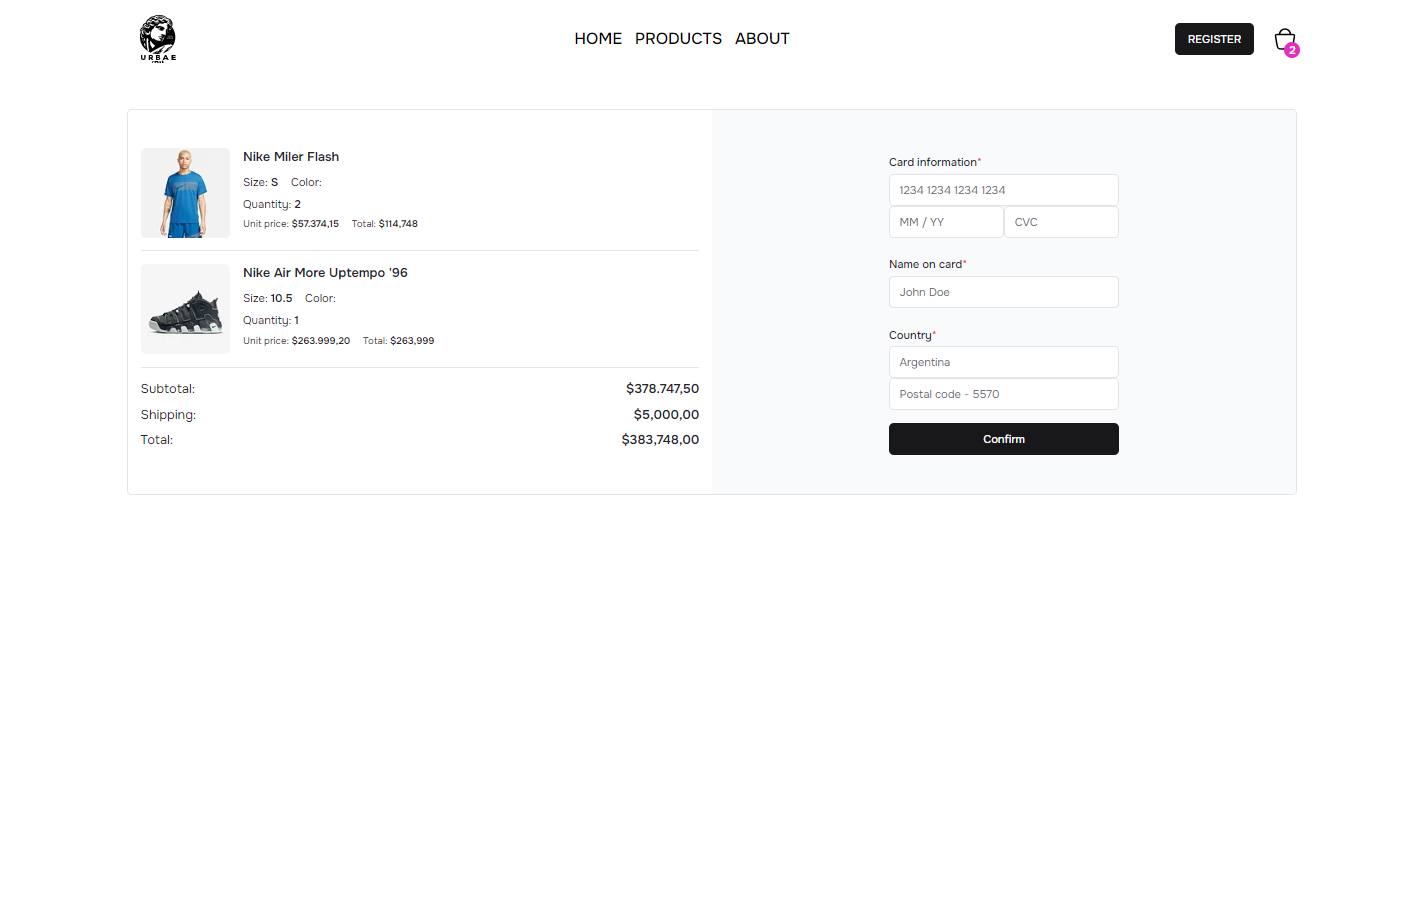 URBAE
HOME PRODUCTS ABOUT
REGISTER
2
Nike Miler Flash
Size: S Color:
Quantity: 2
Unit price: $57.374,15 Total: $114,748
Nike Air More Uptempo '96
Size: 10.5 Color:
Quantity: 1
Unit price: $263.999,20 Total: $263,999
Subtotal: $378.747,50
Shipping: $5,000,00
Total: $383,748,00
Card information*
1234 1234 1234 1234
MM / YY CVC
Name on card*
John Doe
Country*
Argentina
Postal code - 5570
Confirm